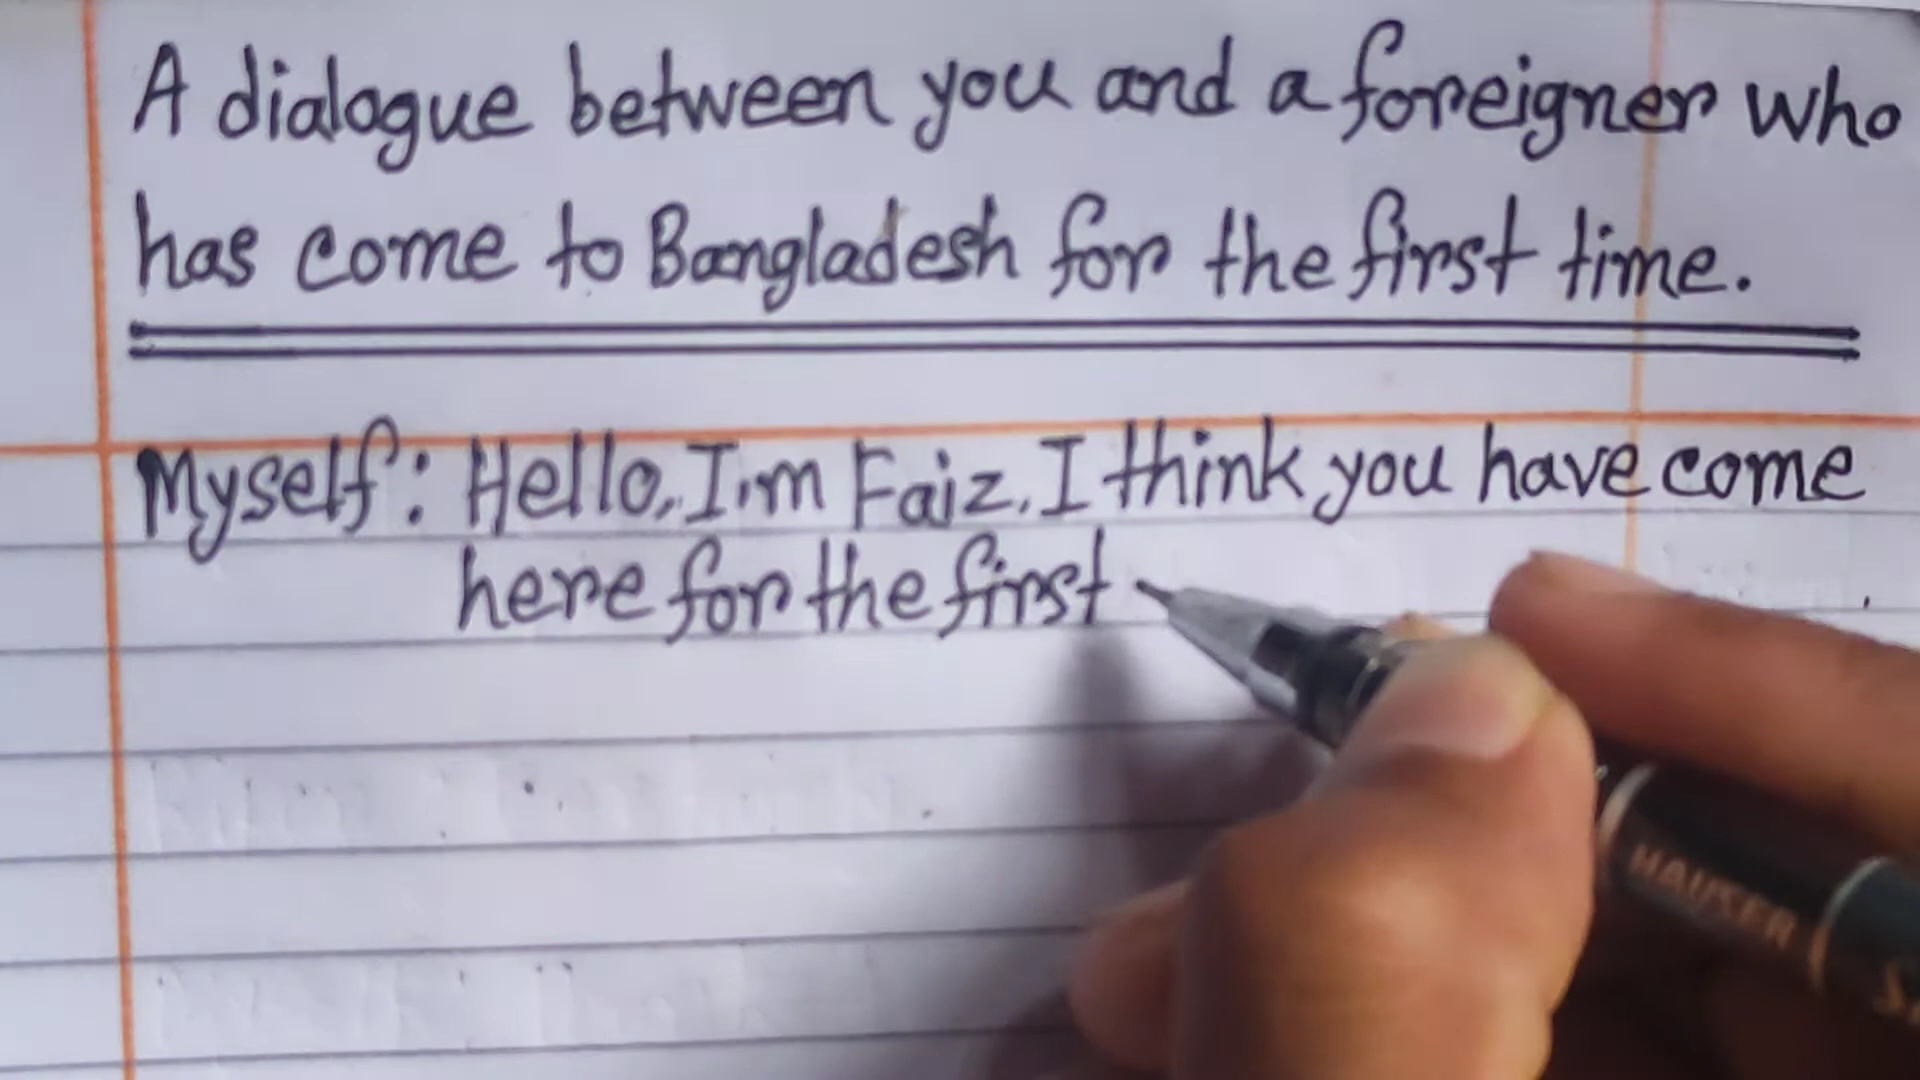 A dialogue between you and a foreigner who
has come to Bangladesh for the first time.
Myself: Hello, I'm Faiz. I think you have come
here for the first
HAUSER